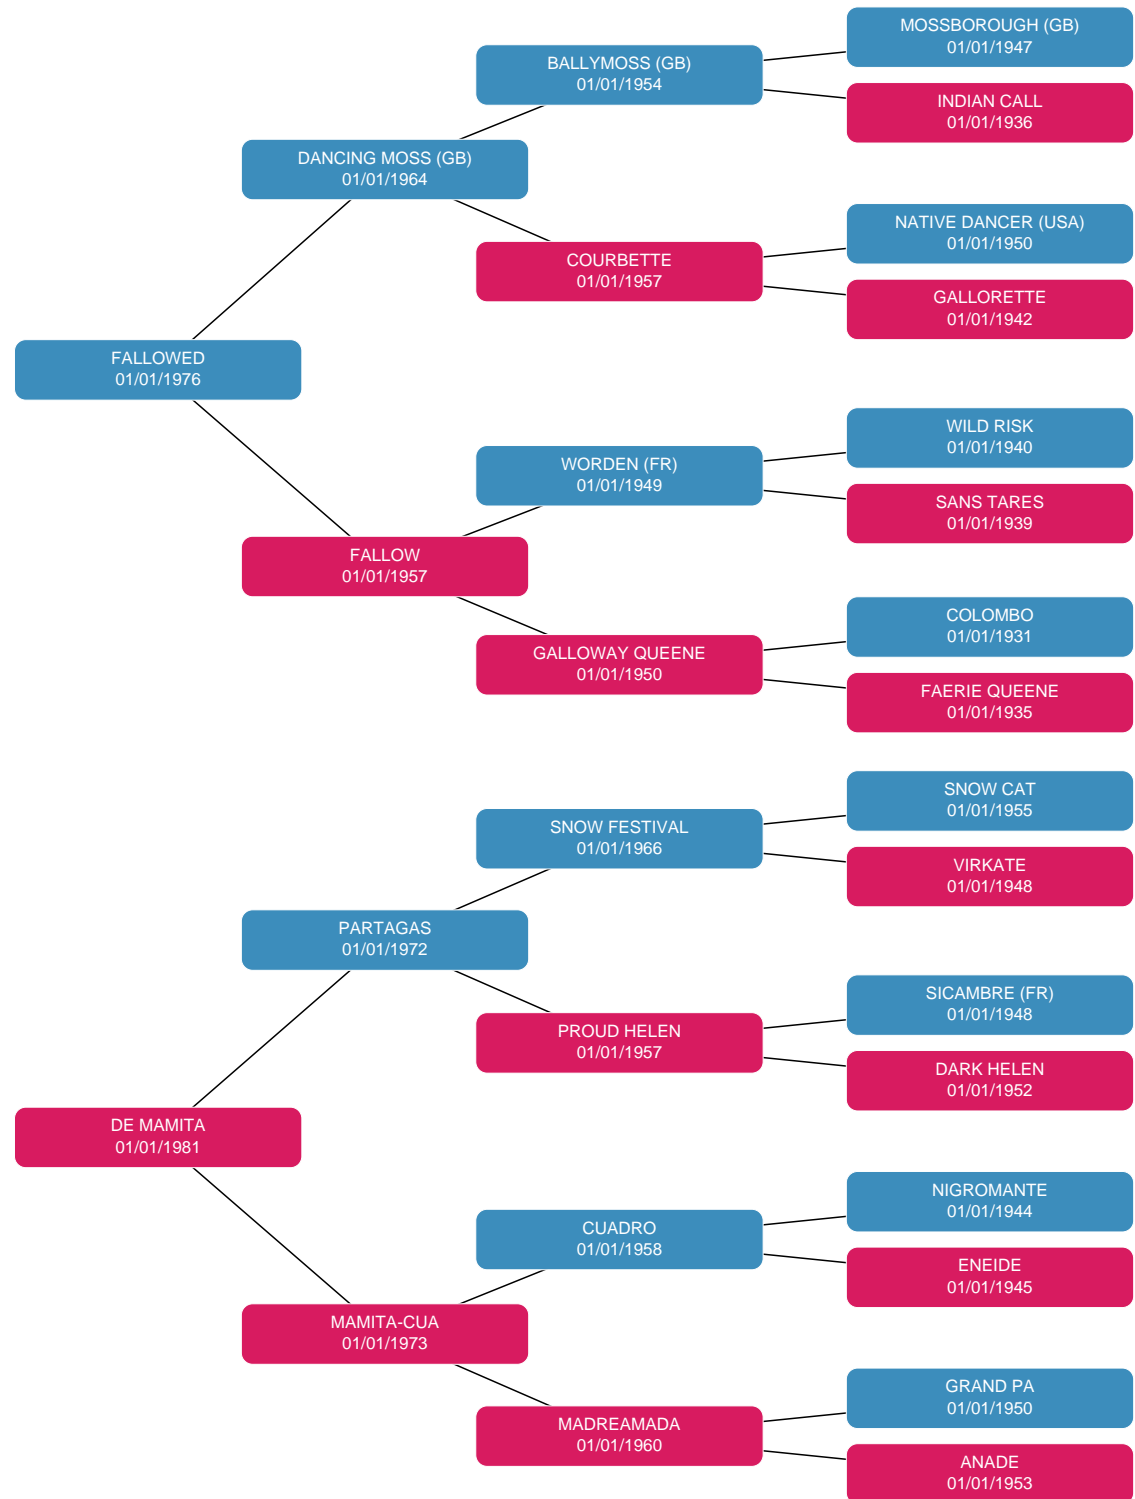 MOSSBOROUGH (GB)
01/01/1947
BALLYMOSS (GB)
01/01/1954
INDIAN CALL
01/01/1936
DANCING MOSS (GB)
01/01/1964
NATIVE DANCER (USA)
01/01/1950
COURBETTE
01/01/1957
GALLORETTE
01/01/1942
FALLOWED
01/01/1976
WILD RISK
01/01/1940
WORDEN (FR)
01/01/1949
SANS TARES
01/01/1939
FALLOW
01/01/1957
COLOMBO
01/01/1931
GALLOWAY QUEENE
01/01/1950
FAERIE QUEENE
01/01/1935
SNOW CAT
01/01/1955
SNOW FESTIVAL
01/01/1966
VIRKATE
01/01/1948
PARTAGAS
01/01/1972
SICAMBRE (FR)
01/01/1948
PROUD HELEN
01/01/1957
DARK HELEN
01/01/1952
DE MAMITA
01/01/1981
NIGROMANTE
01/01/1944
CUADRO
01/01/1958
ENEIDE
01/01/1945
MAMITA-CUA
01/01/1973
GRAND PA
01/01/1950
MADREAMADA
01/01/1960
ANADE
01/01/1953